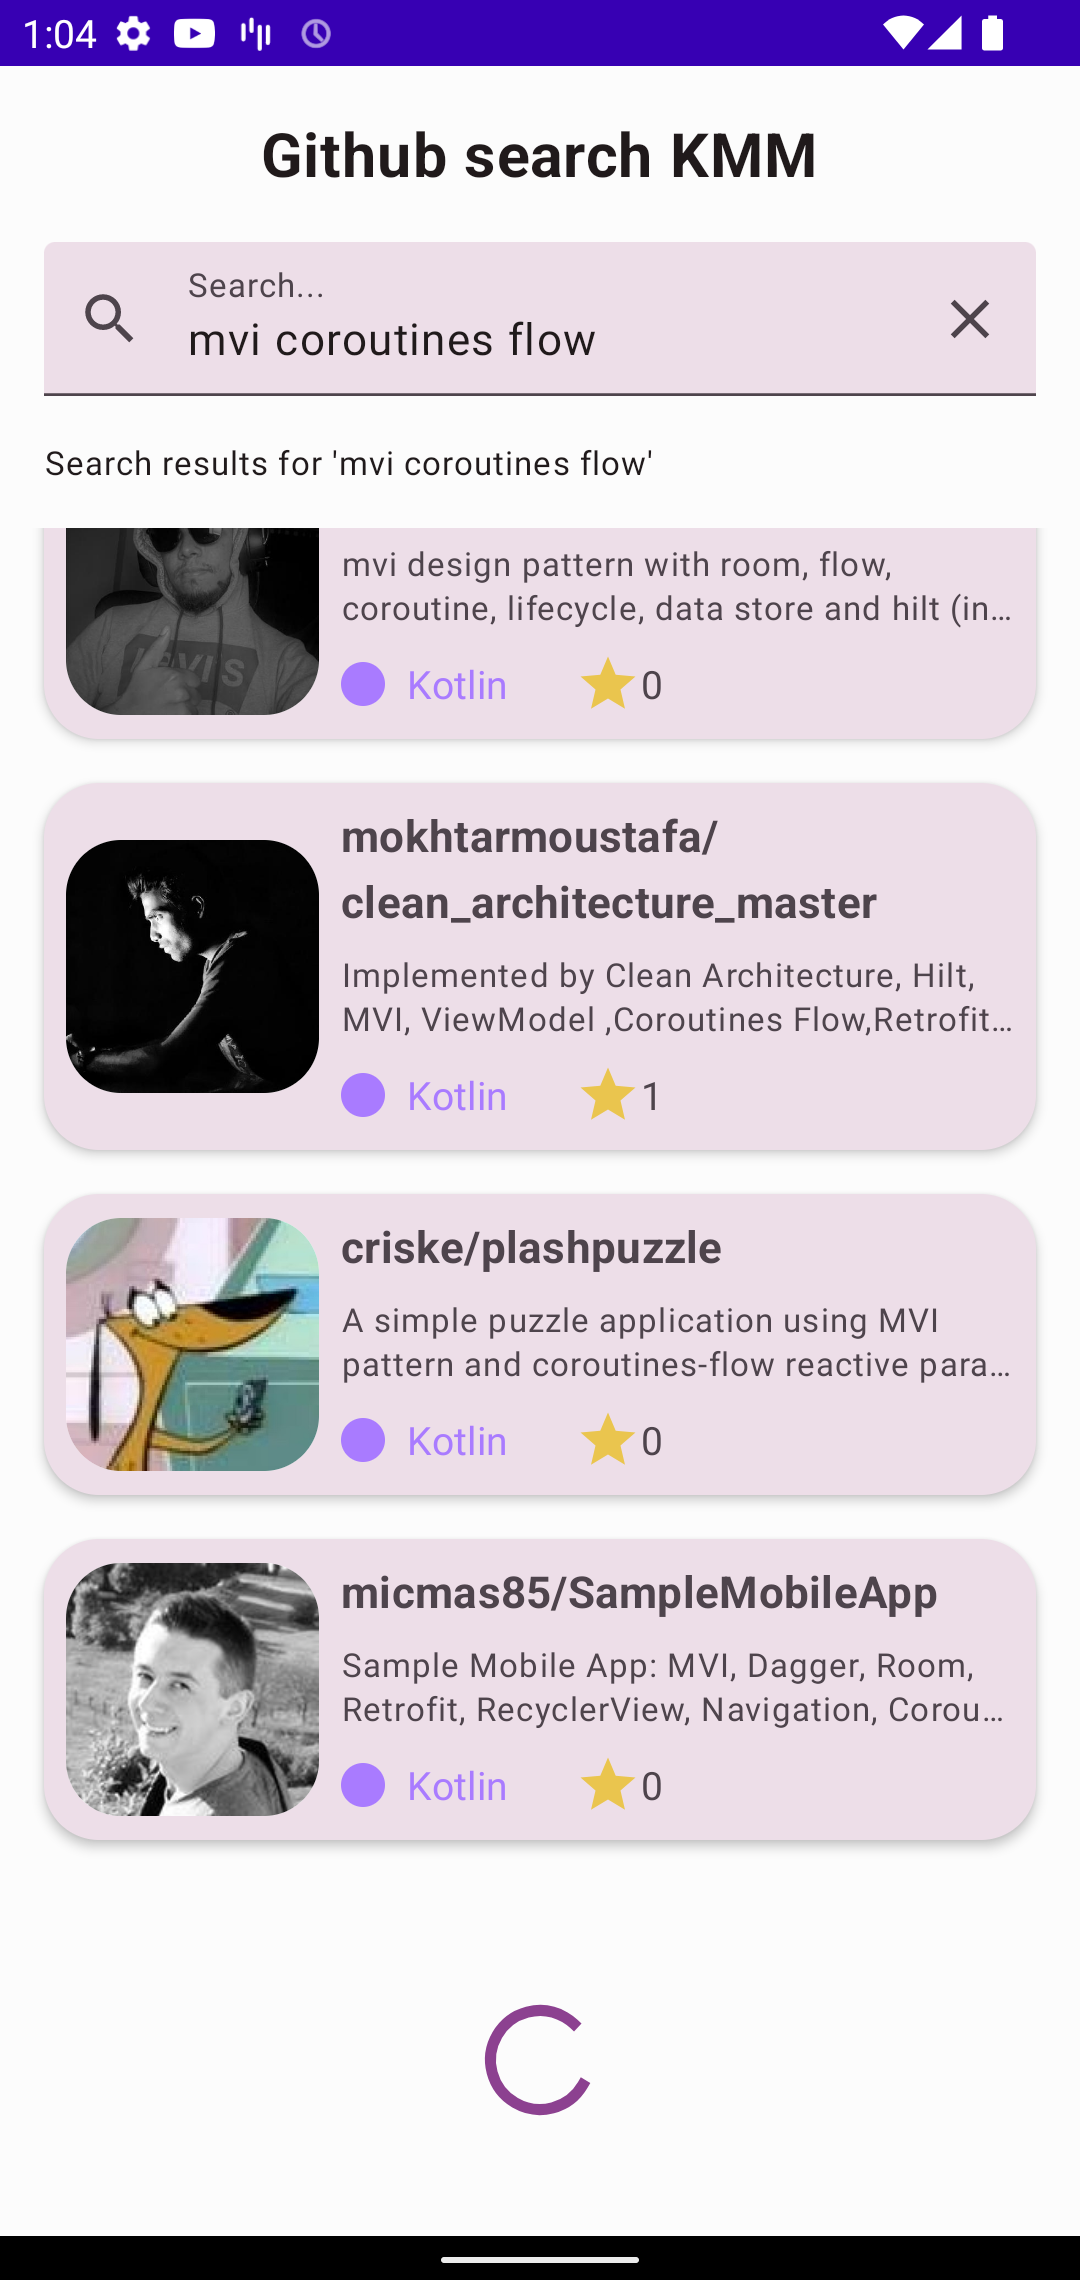 1:04
Github search KMM
Search...
mvi coroutines flow
Search results for 'mvi coroutines flow'
mvi design pattern with room, flow,
coroutine, lifecycle, data store and hilt (in…
Kotlin
0
mokhtarmoustafa/
clean_architecture_master
Implemented by Clean Architecture, Hilt,
MVI, ViewModel ,Coroutines Flow,Retrofit…
Kotlin
1
criske/plashpuzzle
A simple puzzle application using MVI
pattern and coroutines-flow reactive para…
Kotlin
0
micmas85/SampleMobileApp
Sample Mobile App: MVI, Dagger, Room,
Retrofit, RecyclerView, Navigation, Corou…
Kotlin
0